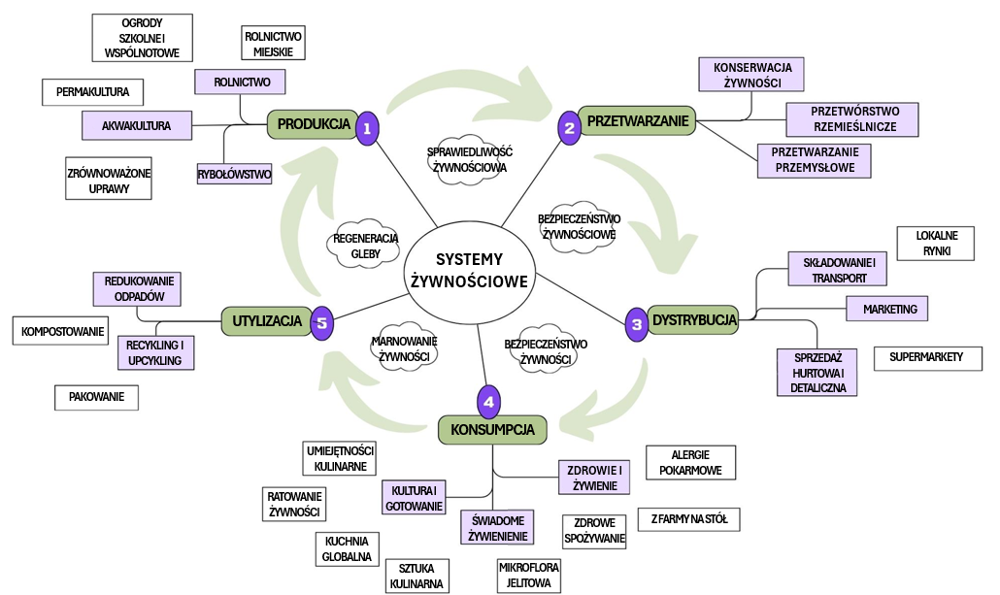 OGRODY
SZKOLNE I
WSPÓLNOTOWE
ROLNICTWO
MIEJSKIE
ROLNICTWO
PERMAKULTURA
AKWAKULTURA
PRODUKCJA
1
ZRÓWNOWAŻONE
UPRAWY
RYBOŁÓWSTWO
2
PRZETWARZANIE
KONSERWACJA
ŻYWNOŚCI
PRZETWÓRSTWO
RZEMIEŚLNICZE
PRZETWARZANIE
PRZEMYSŁOWE
SPRAWIEDLIWOŚĆ
ŻYWNOŚCIOWA
BEZPIECZEŃSTWO
ŻYWNOŚCIOWE
REGENERACJA
GLEBY
SYSTEMY
ŻYWNOŚCIOWE
LOKALNE
RYNKI
SKŁADOWANIE I
TRANSPORT
MARKETING
3
DYSTRYBUCJA
SPRZEDAŻ
HURTOWA I
DETALICZNA
SUPERMARKETY
REDUKOWANIE
ODPADÓW
UTYLIZACJA
5
KOMPOSTOWANIE
RECYKLING I
UPCYKLING
PAKOWANIE
MARNOWANIE
ŻYWNOŚCI
BEZPIECZEŃSTWO
ŻYWNOŚCI
4
KONSUMPCJA
UMIEJĘTNOŚCI
KULINARNE
RATOWANIE
ŻYWNOŚCI
KULTURA I
GOTOWANIE
ŚWIADOME
ŻYWIENIENIE
ZDROWIE I
ŻYWIENIE
ALERGIE
POKARMOWE
Z FARMY NA STÓŁ
ZDROWE
SPOŻYWANIE
KUCHNIA
GLOBALNA
SZTUKA
KULINARNA
MIKROFLORA
JELITOWA